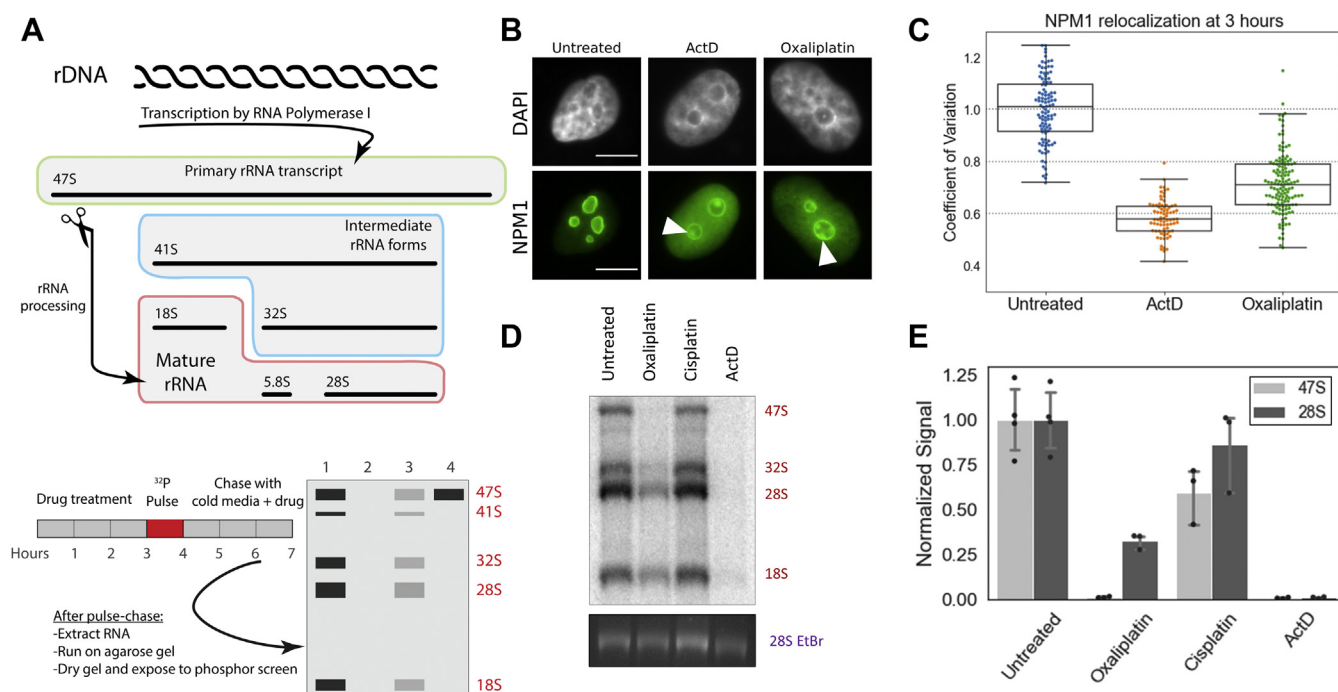 A
rDNA
Transcription by RNA Polymerase I
Primary rRNA transcript
47S
Intermediate
rRNA forms
41S
rRNA
processing
18S
32S
Mature
rRNA
5.8S
28S
Drug treatment
32P
Pulse
Chase with
cold media + drug
Hours
1
2
3
4
5
6
7
After pulse-chase:
-Extract RNA
-Run on agarose gel
-Dry gel and expose to phosphor screen
1
2
3
4
47S
41S
32S
28S
18S
B
Untreated
ActD
Oxaliplatin
DAPI
NPM1
C
NPM1 relocalization at 3 hours
Coefficient of Variation
1.2
1.0
0.8
0.6
0.4
Untreated
ActD
Oxaliplatin
D
Untreated
Oxaliplatin
Cisplatin
ActD
47S
32S
28S
18S
28S EtBr
E
Normalized Signal
1.25
1.00
0.75
0.50
0.25
0.00
47S
28S
Untreated
Oxaliplatin
Cisplatin
ActD